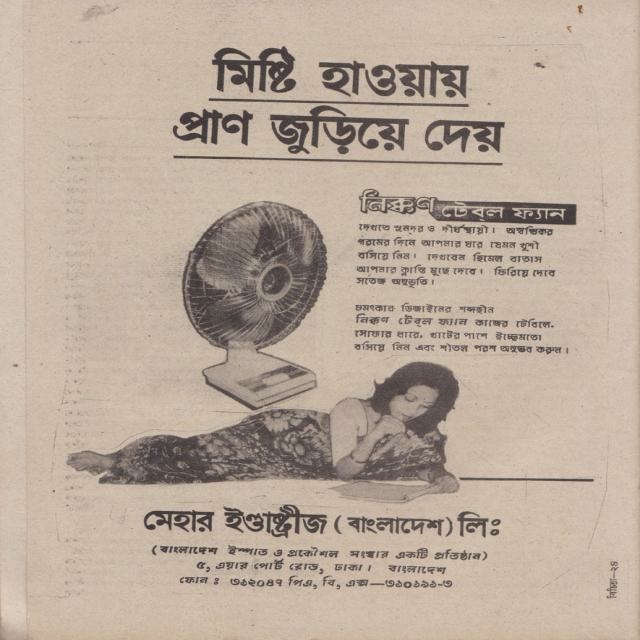 মিষ্টি হাওয়ায়
প্রাণ জুড়িয়ে দেয়
নিক্কণ টেবল ফ্যান
দেখতে সুন্দর ও দীর্ঘস্থায়ী। অস্বস্তিকর
গরমের দিনে আপনার ঘরে যেমন খুশী
বসিয়ে নিন। দেখবেন হিমেল বাতাস
আপনার ক্লান্তি মুছে দেবে। ফিরিয়ে দেবে
সতেজ অনুভূতি।
চমৎকার ডিজাইনের শব্দহীন
নিক্কণ টেবল ফ্যান কাজের টেবিলে,
সোফার ধারে, খাটের পাশে ইচ্ছেমতো
বসিয়ে নিন এবং শীতল পরশ অনুভব করুন।
মেহার ইণ্ডাষ্ট্রীজ (বাংলাদেশ) লিঃ
(বাংলাদেশ ইস্পাত ও প্রকৌশল সংস্থার একটি প্রতিষ্ঠান)
৫, এয়ার পোর্ট রোড, ঢাকা। বাংলাদেশ
ফোন : ৩১২০৪৭ পিএ, বি, এক্স—৩১০১৯১-৩